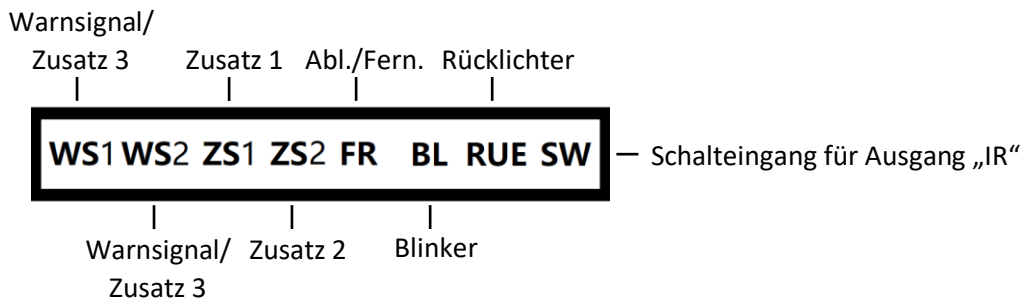 Warnsignal/
Zusatz 3 Zusatz 1 Abl./Fern. Rücklichter
WS1 WS2 ZS1 ZS2 FR BL RUE SW Schalteingang für Ausgang „IR“
Warnsignal/ Zusatz 2 Blinker
Zusatz 3